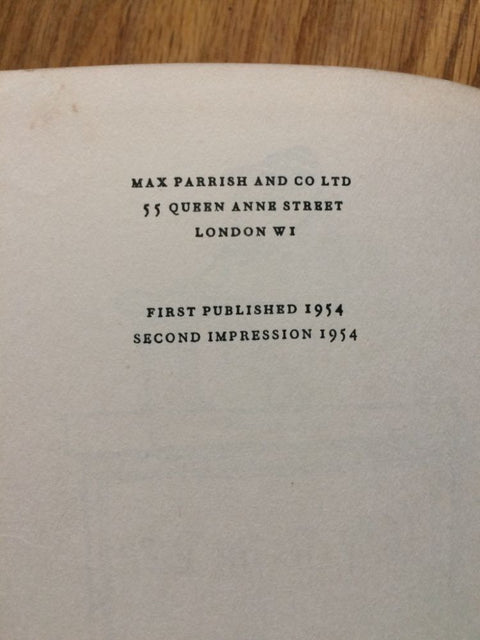 MAX PARRISH AND CO LTD
55 QUEEN ANNE STREET
LONDON W1
FIRST PUBLISHED 1954
SECOND IMPRESSION 1954